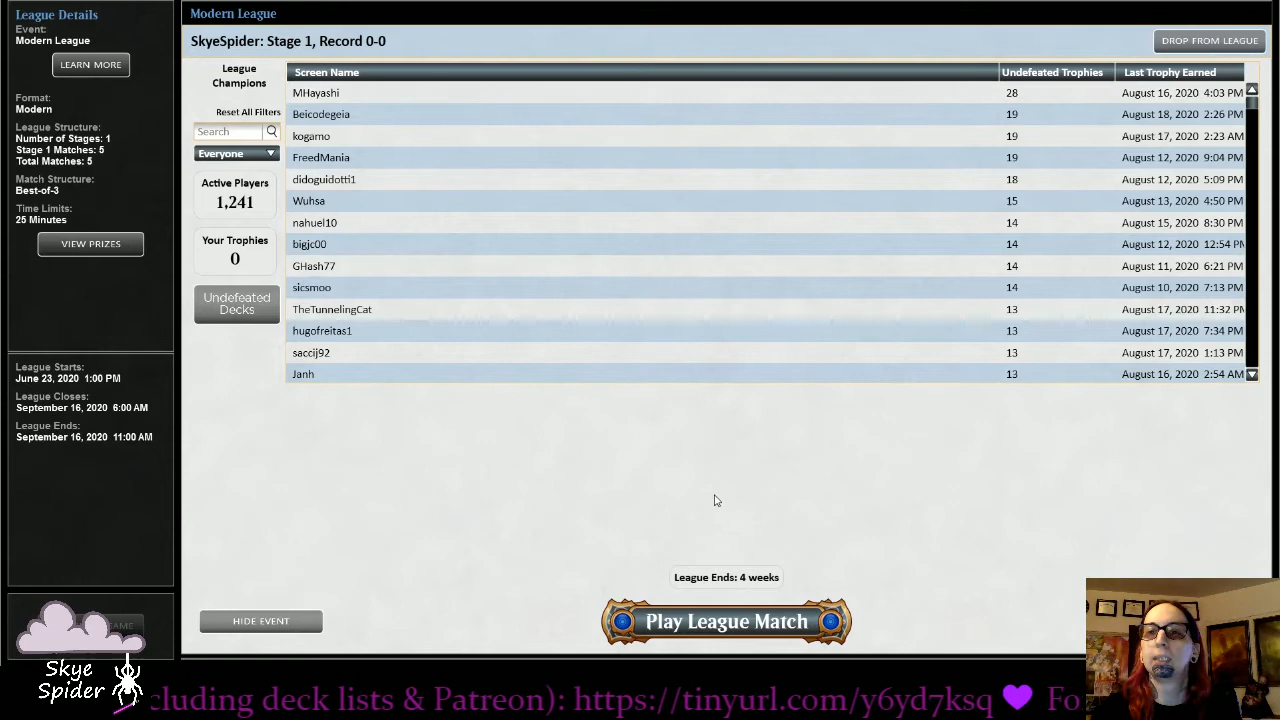 League Details
Event:
Modern League
LEARN MORE
Format:
Modern
League Structure:
Number of Stages: 1
Stage 1 Matches: 5
Total Matches: 5
Match Structure:
Best-of-3
Time Limits:
25 Minutes
VIEW PRIZES
League Starts:
June 23, 2020 1:00 PM
League Closes:
September 16, 2020 6:00 AM
League Ends:
September 16, 2020 11:00 AM
Skye
Spider
Modern League
SkyeSpider: Stage 1, Record 0-0
DROP FROM LEAGUE
League
Champions
Reset All Filters
Search
Everyone
Active Players
1,241
Your Trophies
0
Undefeated
Decks
Screen Name Undefeated Trophies Last Trophy Earned
MHayashi 28 August 16, 2020 4:03 PM
Beicodegeia 19 August 18, 2020 2:26 PM
kogamo 19 August 17, 2020 2:23 AM
FreedMania 19 August 12, 2020 9:04 PM
didoguidotti1 18 August 12, 2020 5:09 PM
Wuhsa 15 August 13, 2020 4:50 PM
nahuel10 14 August 15, 2020 8:30 PM
bigjc00 14 August 12, 2020 12:54 PM
GHash77 14 August 11, 2020 6:21 PM
sicsmoo 14 August 10, 2020 7:13 PM
TheTunnelingCat 13 August 17, 2020 11:32 PM
hugofreitas1 13 August 17, 2020 7:34 PM
saccij92 13 August 17, 2020 1:13 PM
Janh 13 August 16, 2020 2:54 AM
League Ends: 4 weeks
HIDE EVENT
Play League Match
cluding deck lists & Patreon): https://tinyurl.com/y6yd7ksq 💜 Fo